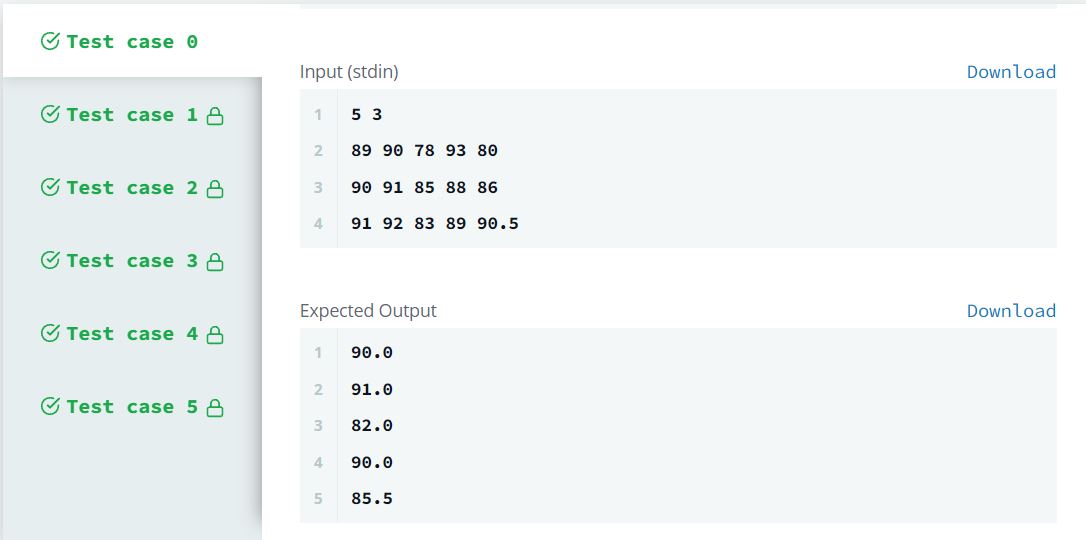 Test case 0
Test case 1
Test case 2
Test case 3
Test case 4
Test case 5
Input (stdin)
Download
1 5 3
2 89 90 78 93 80
3 90 91 85 88 86
4 91 92 83 89 90.5
Expected Output
Download
1 90.0
2 91.0
3 82.0
4 90.0
5 85.5